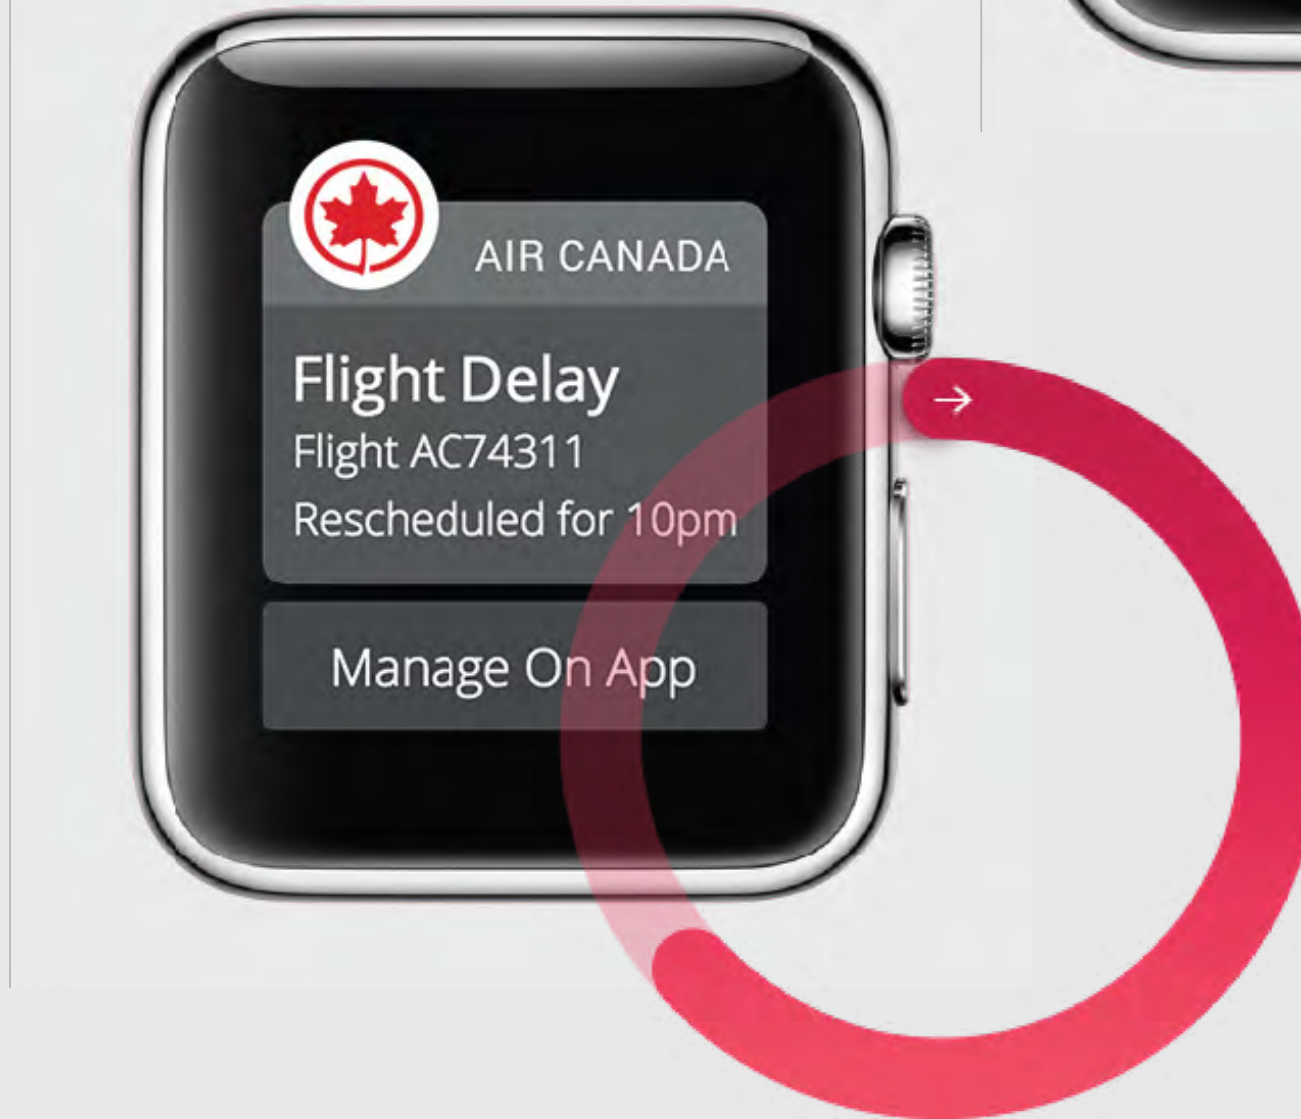 AIR CANADA
Flight Delay
Flight AC74311
Rescheduled for 10pm
Manage On App